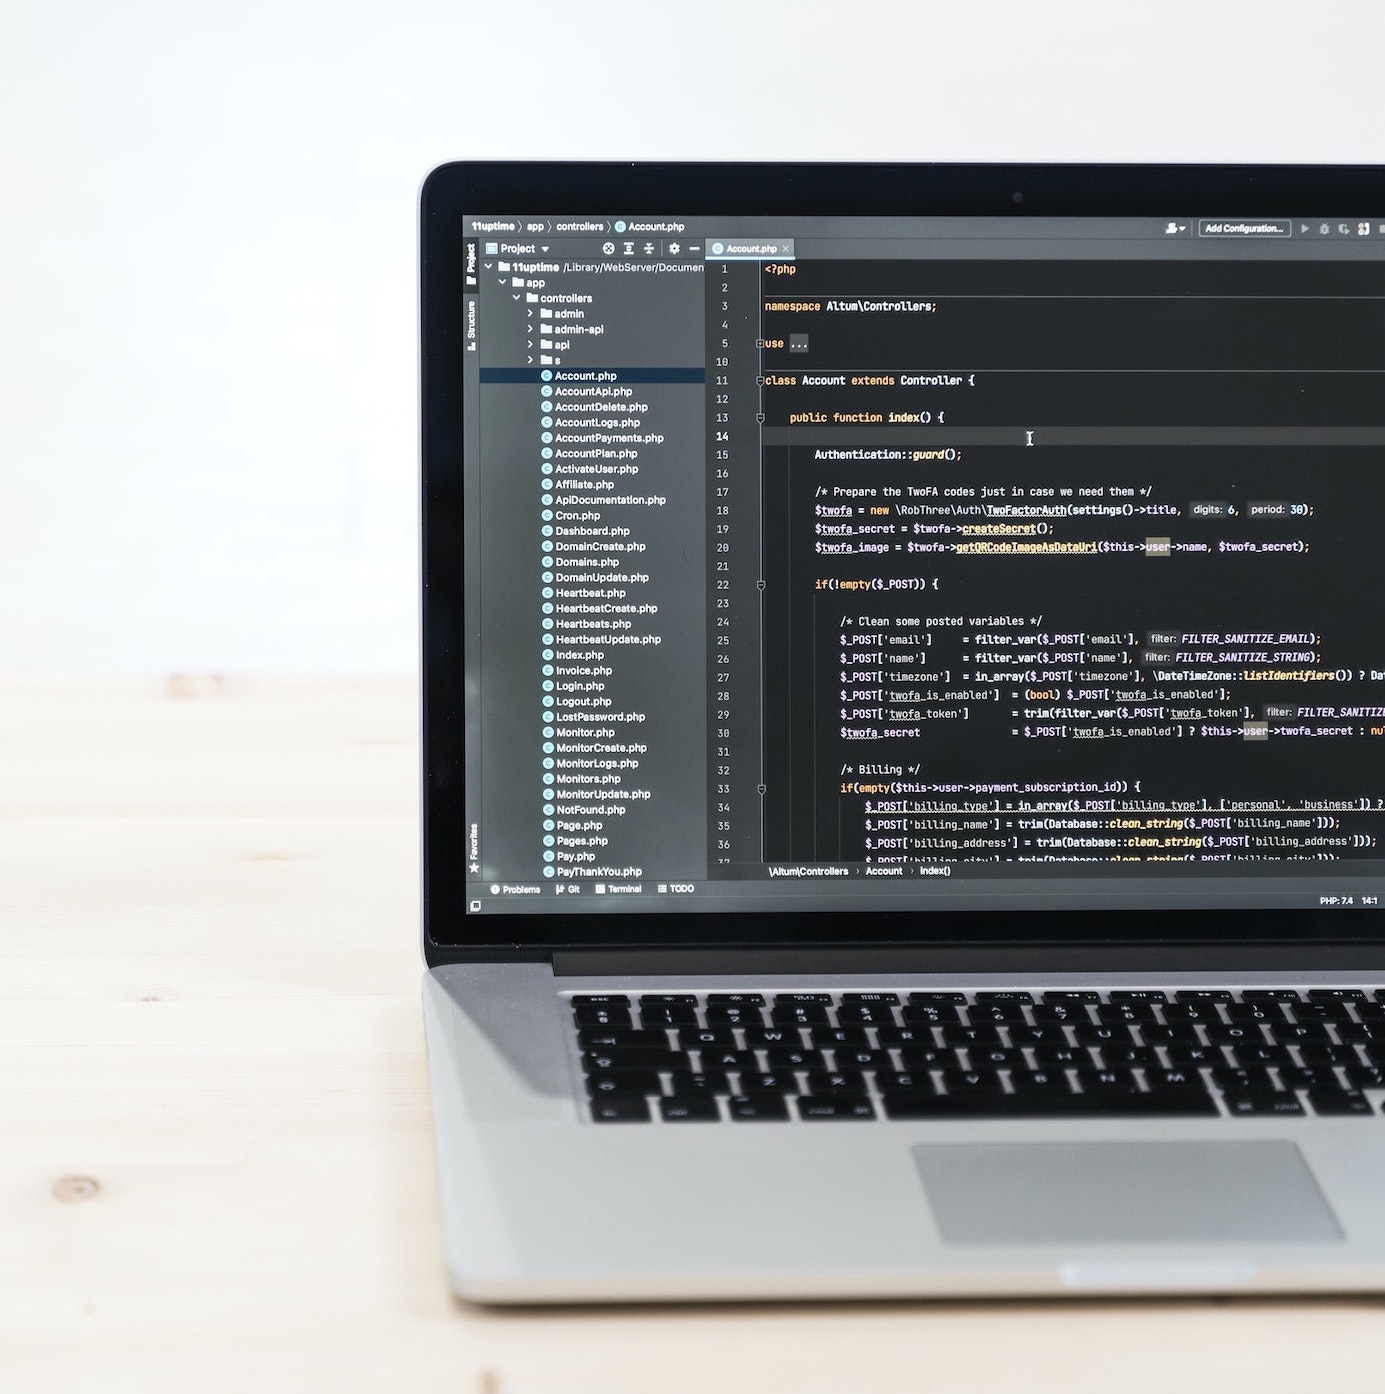 11uptime app controllers Account.php
Add Configuration...
Project
Account.php
Project
Structure
Favorites
11uptime /Library/WebServer/Documen
app
controllers
admin
admin-api
api
s
Account.php
AccountApi.php
AccountDelete.php
AccountLogs.php
AccountPayments.php
AccountPlan.php
ActivateUser.php
Affiliate.php
ApiDocumentation.php
Cron.php
Dashboard.php
DomainCreate.php
Domains.php
DomainUpdate.php
Heartbeat.php
HeartbeatCreate.php
Heartbeats.php
HeartbeatUpdate.php
Index.php
Invoice.php
Login.php
Logout.php
LostPassword.php
Monitor.php
MonitorCreate.php
MonitorLogs.php
Monitors.php
MonitorUpdate.php
NotFound.php
Page.php
Pages.php
Pay.php
PayThankYou.php
1 <?php
2
3 namespace Altum\Controllers;
4
5 use ...
10
11 class Account extends Controller {
12
13 public function index() {
14
15 Authentication::guard();
16
17 /* Prepare the TwoFA codes just in case we need them */
18 $twofa = new \RobThree\Auth\TwoFactorAuth(settings()->title, digits: 6, period: 30);
19 $twofa_secret = $twofa->createSecret();
20 $twofa_image = $twofa->getQRCodeImageAsDataUri($this->user->name, $twofa_secret);
21
22 if(!empty($_POST)) {
23
24 /* Clean some posted variables */
25 $_POST['email'] = filter_var($_POST['email'], filter: FILTER_SANITIZE_EMAIL);
26 $_POST['name'] = filter_var($_POST['name'], filter: FILTER_SANITIZE_STRING);
27 $_POST['timezone'] = in_array($_POST['timezone'], \DateTimeZone::listIdentifiers()) ? Dat
28 $_POST['twofa_is_enabled'] = (bool) $_POST['twofa_is_enabled'];
29 $_POST['twofa_token'] = trim(filter_var($_POST['twofa_token'], filter: FILTER_SANITIZE
30 $twofa_secret = $_POST['twofa_is_enabled'] ? $this->user->twofa_secret : nu
31
32 /* Billing */
33 if(empty($this->user->payment_subscription_id)) {
34 $_POST['billing_type'] = in_array($_POST['billing_type'], ['personal', 'business']) ?
35 $_POST['billing_name'] = trim(Database::clean_string($_POST['billing_name']));
36 $_POST['billing_address'] = trim(Database::clean_string($_POST['billing_address']));
37 $_POST['billing_city'] = trim(Database::clean_string($_POST['billing_city']));
\Altum\Controllers Account index()
Problems Git Terminal TODO
PHP: 7.4 14:1
Q W E R T Y U I O P
A S D F G H J K L
Z X C V B N M